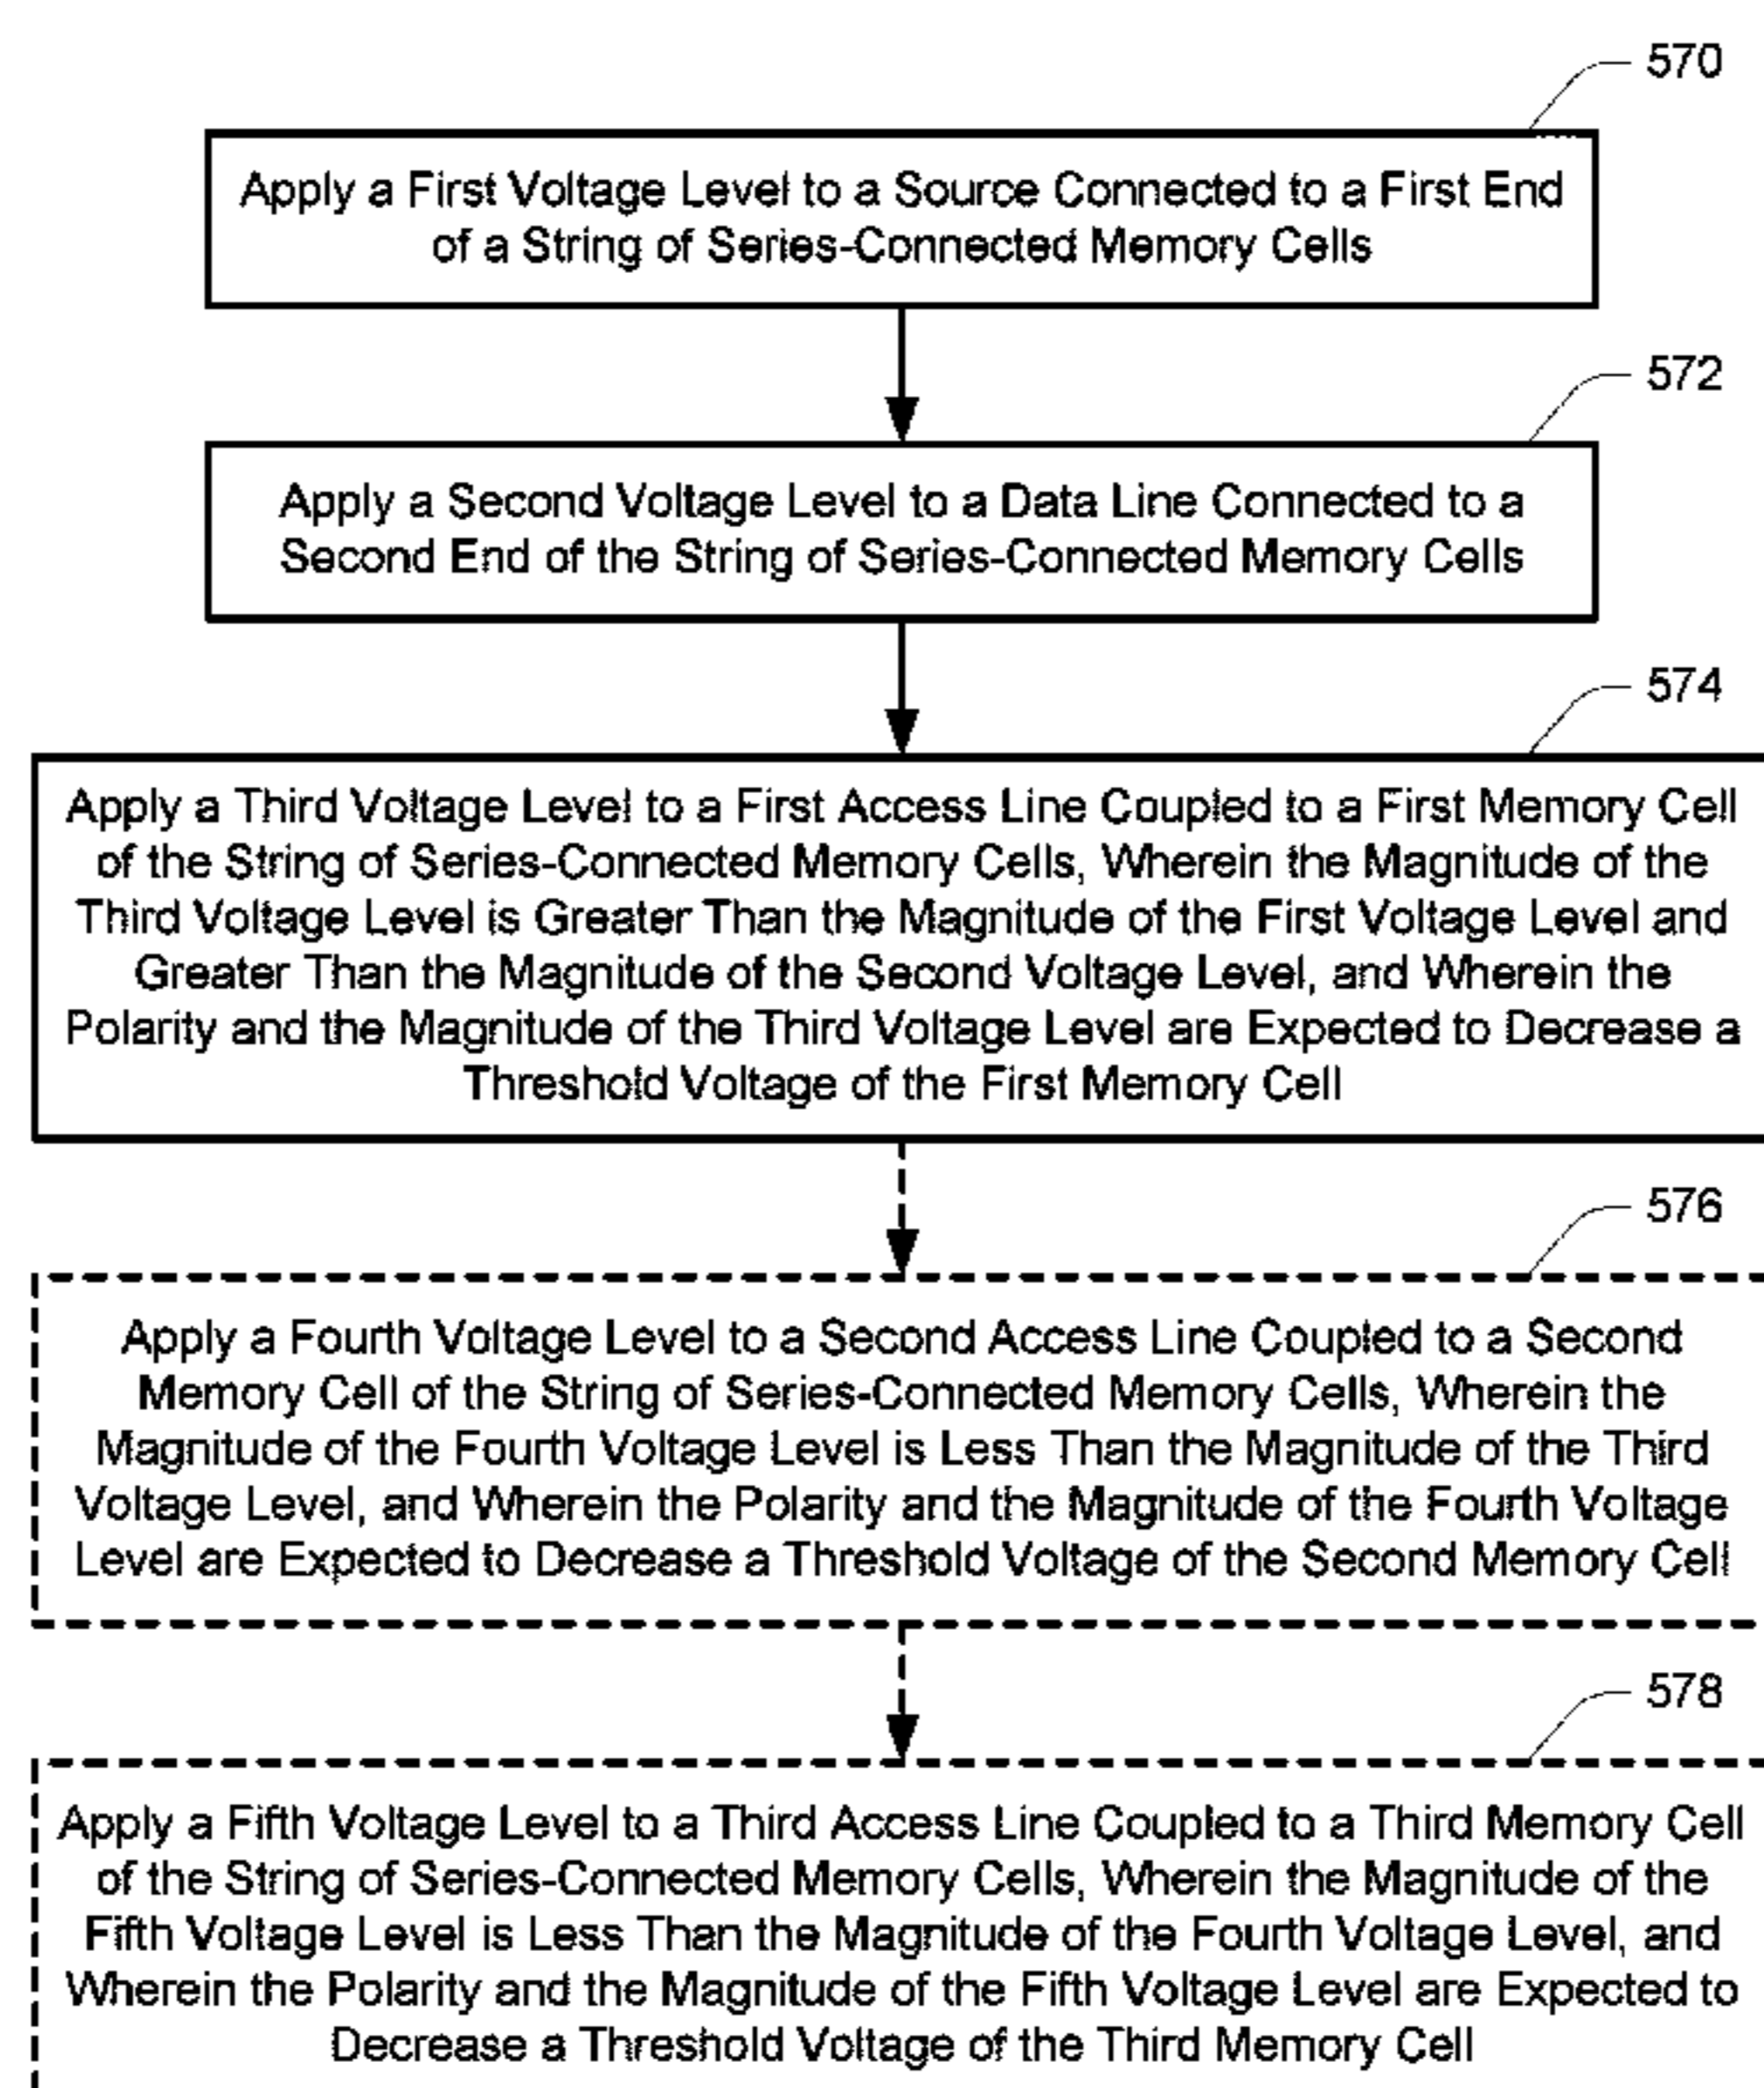 570
Apply a First Voltage Level to a Source Connected to a First End
of a String of Series-Connected Memory Cells
572
Apply a Second Voltage Level to a Data Line Connected to a
Second End of the String of Series-Connected Memory Cells
574
Apply a Third Voltage Level to a First Access Line Coupled to a First Memory Cell
of the String of Series-Connected Memory Cells, Wherein the Magnitude of the
Third Voltage Level is Greater Than the Magnitude of the First Voltage Level and
Greater Than the Magnitude of the Second Voltage Level, and Wherein the
Polarity and the Magnitude of the Third Voltage Level are Expected to Decrease a
Threshold Voltage of the First Memory Cell
576
Apply a Fourth Voltage Level to a Second Access Line Coupled to a Second
Memory Cell of the String of Series-Connected Memory Cells, Wherein the
Magnitude of the Fourth Voltage Level is Less Than the Magnitude of the Third
Voltage Level, and Wherein the Polarity and the Magnitude of the Fourth Voltage
Level are Expected to Decrease a Threshold Voltage of the Second Memory Cell
578
Apply a Fifth Voltage Level to a Third Access Line Coupled to a Third Memory Cell
of the String of Series-Connected Memory Cells, Wherein the Magnitude of the
Fifth Voltage Level is Less Than the Magnitude of the Fourth Voltage Level, and
Wherein the Polarity and the Magnitude of the Fifth Voltage Level are Expected to
Decrease a Threshold Voltage of the Third Memory Cell